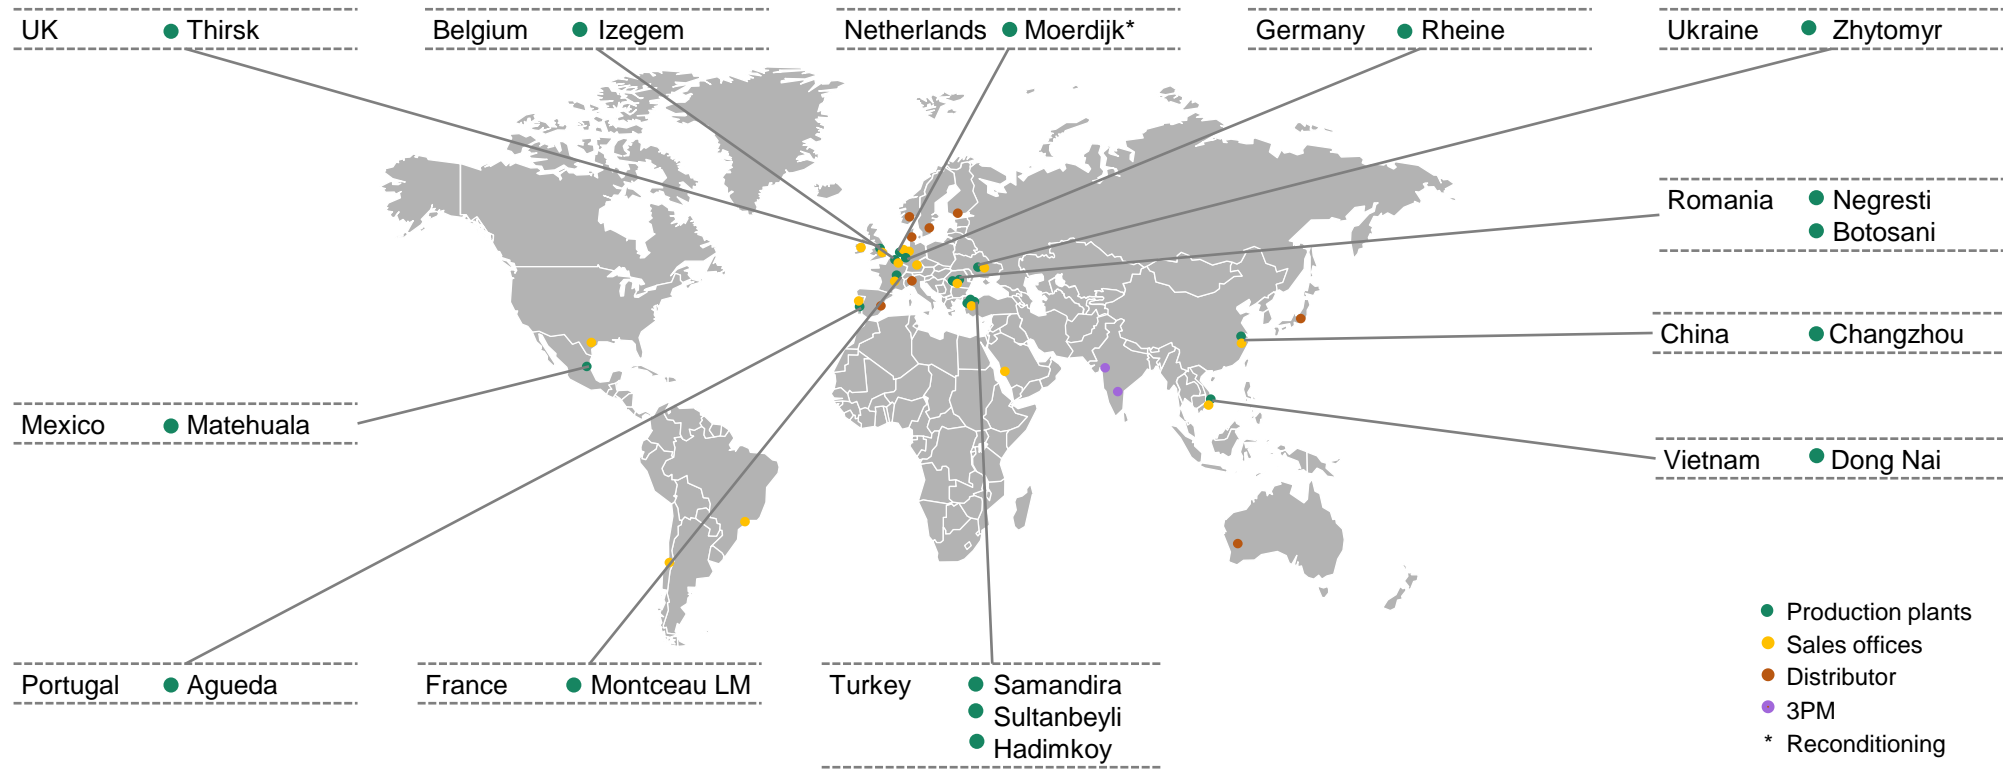 UK Thirsk
Belgium Izegem
Netherlands Moerdijk*
Germany Rheine
Ukraine Zhytomyr
Romania Negresti
Botosani
China Changzhou
Mexico Matehuala
Vietnam Dong Nai
Portugal Agueda
France Montceau LM
Turkey Samandira
Sultanbeyli
Hadimkoy
Production plants
Sales offices
Distributor
3PM
* Reconditioning